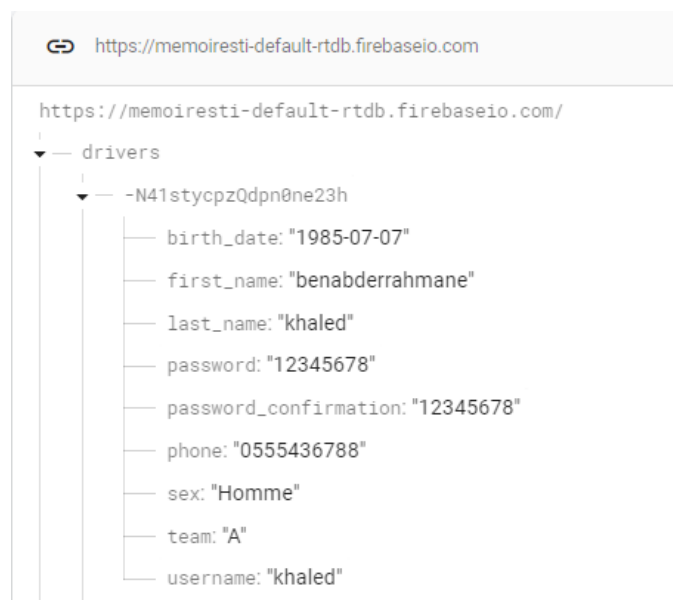 https://memoiresti-default-rtdb.firebaseio.com
https://memoiresti-default-rtdb.firebaseio.com/
drivers
-N41stycpzQdpn0ne23h
birth_date: "1985-07-07"
first_name: "benabderrahmane"
last_name: "khaled"
password: "12345678"
password_confirmation: "12345678"
phone: "0555436788"
sex: "Homme"
team: "A"
username: "khaled"